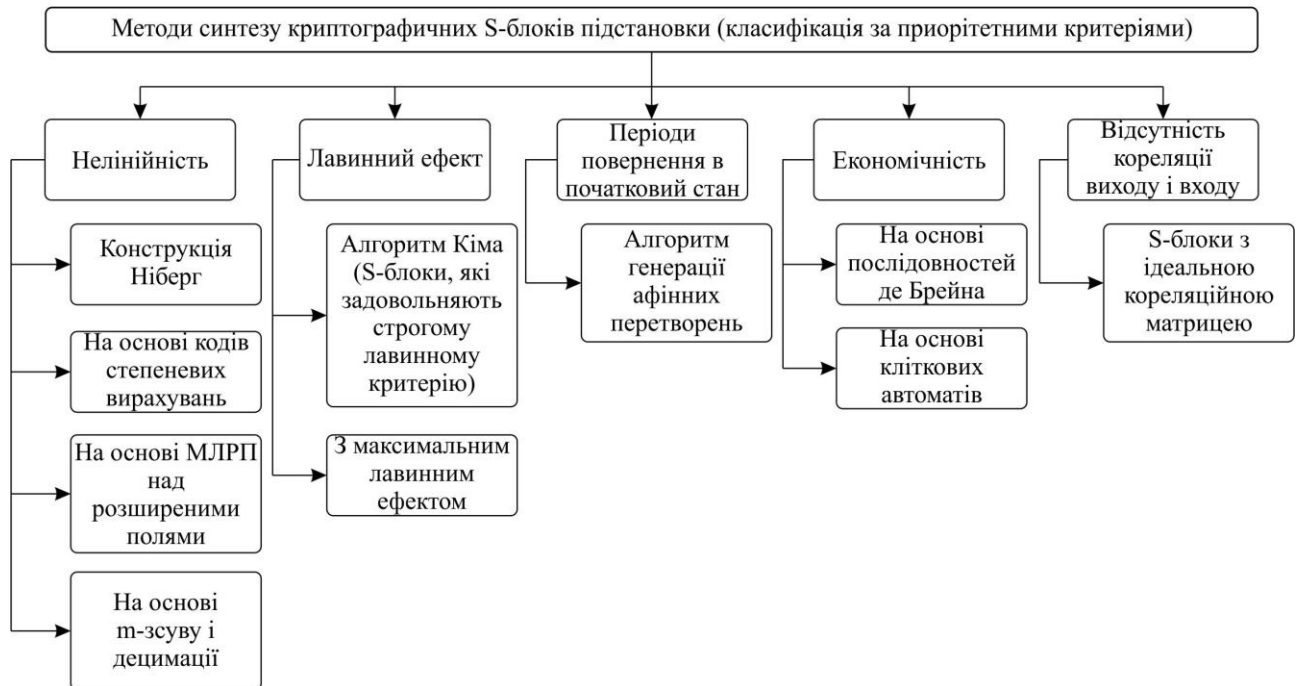 Методи синтезу криптографичних S-блоків підстановки (класифікація за приорітетними критеріями)
Нелінійність
Конструкція
Ніберг
На основі кодів
степеневих
вирахувань
На основі МЛРП
над
розширеними
полями
На основі
m-зсуву і
децимації
Лавинний ефект
Алгоритм Кіма
(S-блоки, які
задовольняють
строгому
лавинному
критерію)
З максимальним
лавинним
ефектом
Періоди
повернення в
початковий стан
Алгоритм
генерації
афінних
перетворень
Економічність
На основі
послідовностей
де Брейна
На основі
кліткових
автоматів
Відсутність
кореляції
виходу і входу
S-блоки з
ідеальною
кореляційною
матрицею